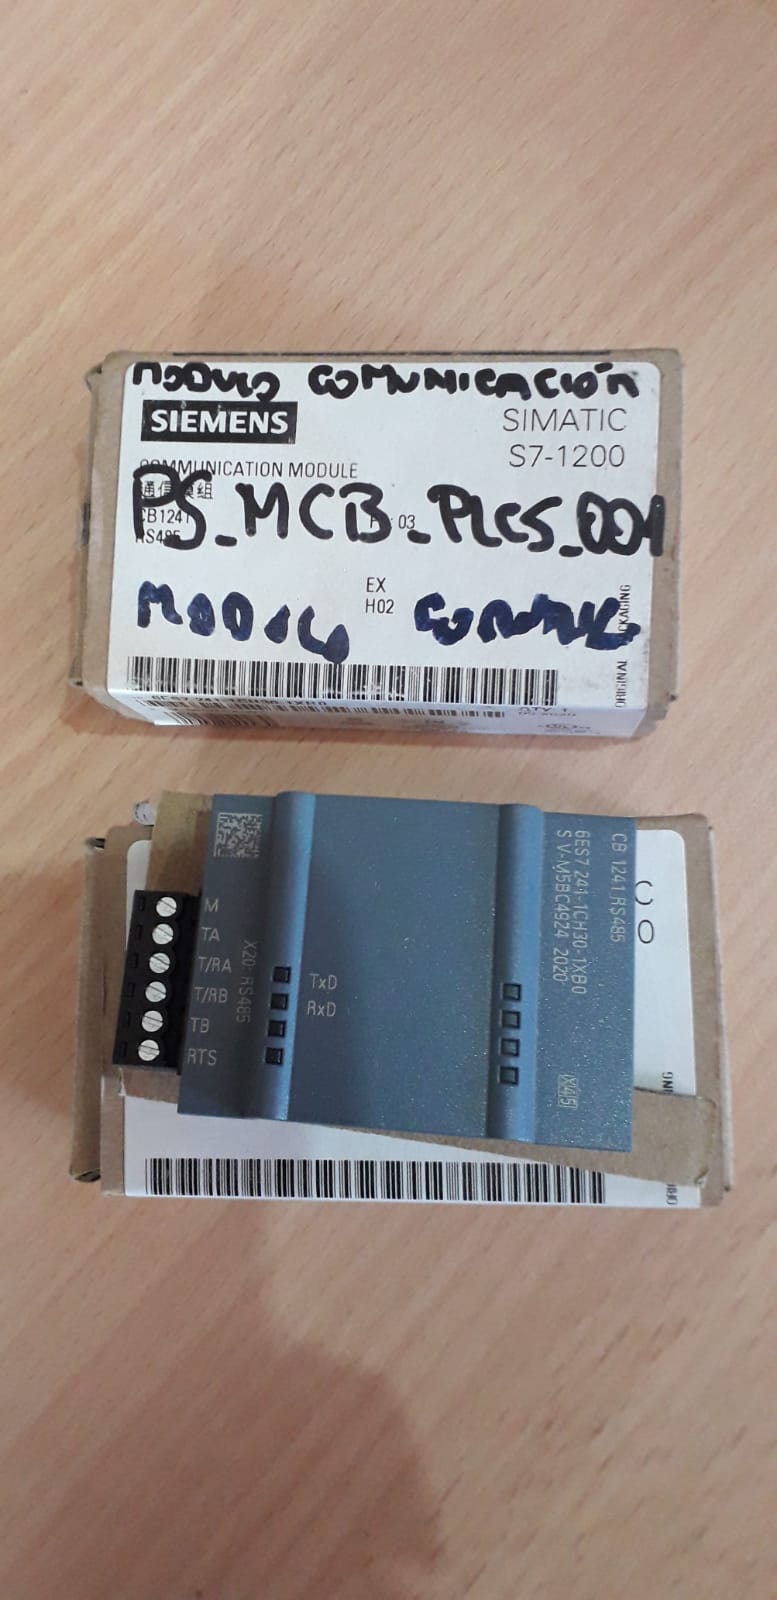 MODULO COMUNICACIÓN
SIEMENS
SIMATIC
S7-1200
COMMUNICATION MODULE
通信模组
CB1241
RS485
03
PS_MCB_PLCS_001
EX
H02
MODULO
ORIGINAL PACKAGING
QTY 1
CB 1241 RS485
6ES7 241-1CH30-1XB0
S V-M5BC4924 2020
M
TA
T/RA
T/RB
TB
RTS
X20 RS485
TxD
RxD
X45
C
0